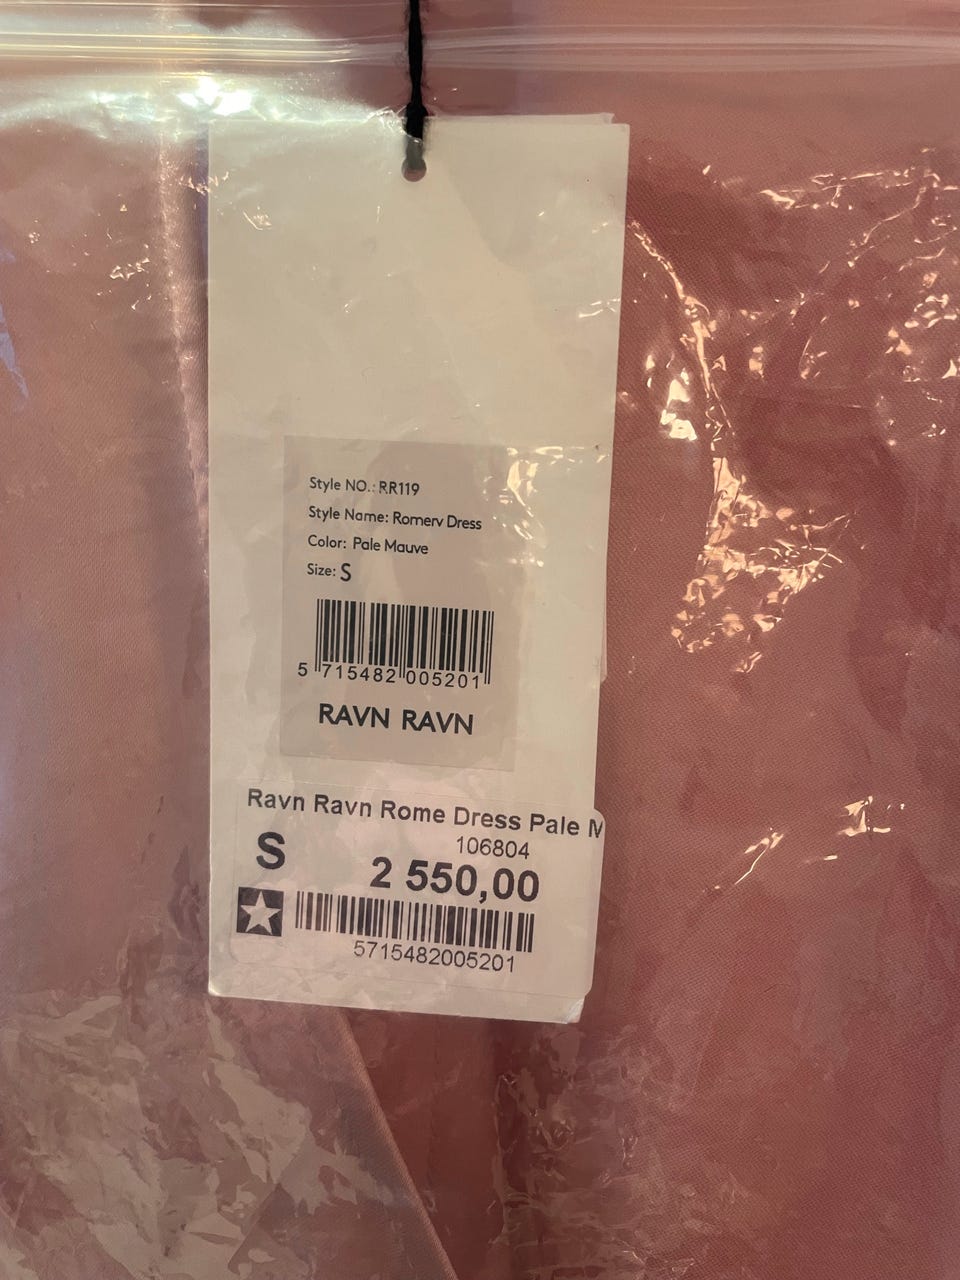 Style NO.: RR119
Style Name: Romerv Dress
Color: Pale Mauve
Size: S
5 715482 005201
RAVN RAVN
Ravn Ravn Rome Dress Pale M
106804
S
2 550,00
5715482005201